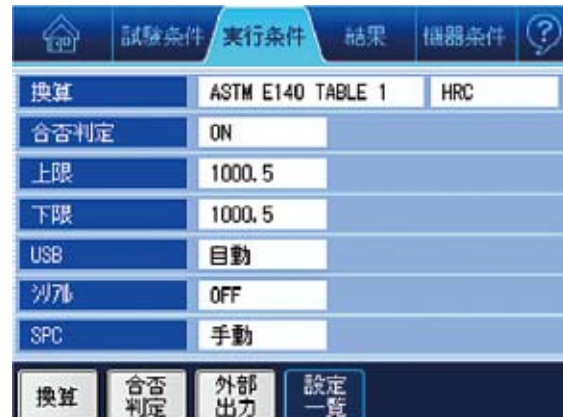 試験条件 実行条件 結果 機器条件 ?
換算 ASTM E140 TABLE 1 HRC
合否判定 ON
上限 1000.5
下限 1000.5
USB 自動
ｼﾘｱﾙ OFF
SPC 手動
換算 合否判定 外部出力 設定一覧